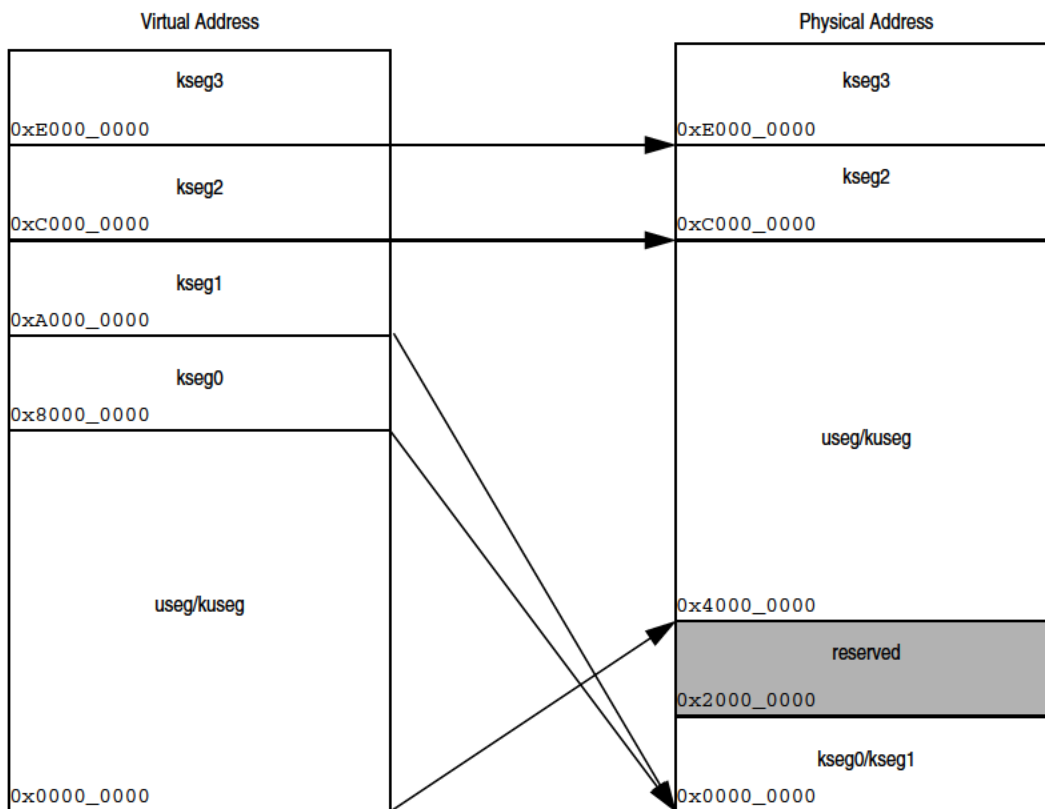 Virtual Address
kseg3
0xE000_0000
kseg2
0xC000_0000
kseg1
0xA000_0000
kseg0
0x8000_0000
useg/kuseg
0x0000_0000
Physical Address
kseg3
0xE000_0000
kseg2
0xC000_0000
useg/kuseg
0x4000_0000
reserved
0x2000_0000
kseg0/kseg1
0x0000_0000